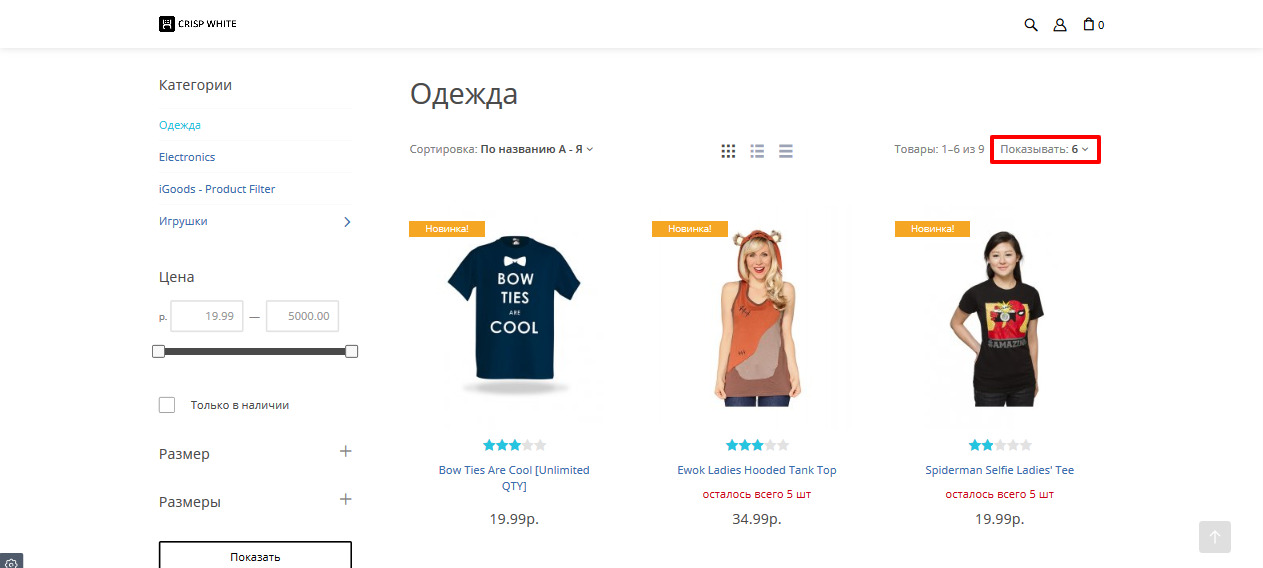 CRISP WHITE
0
Категории
Одежда
Electronics
iGoods - Product Filter
Игрушки
Цена
р. 19.99 — 5000.00
Только в наличии
Размер
Размеры
Показать
Одежда
Сортировка: По названию А - Я
Товары: 1–6 из 9
Показывать: 6
Новинка!
BOW
TIES
ARE
COOL
Bow Ties Are Cool [Unlimited
QTY]
19.99р.
Новинка!
Ewok Ladies Hooded Tank Top
осталось всего 5 шт
34.99р.
Новинка!
#AMAZING
Spiderman Selfie Ladies' Tee
осталось всего 5 шт
19.99р.